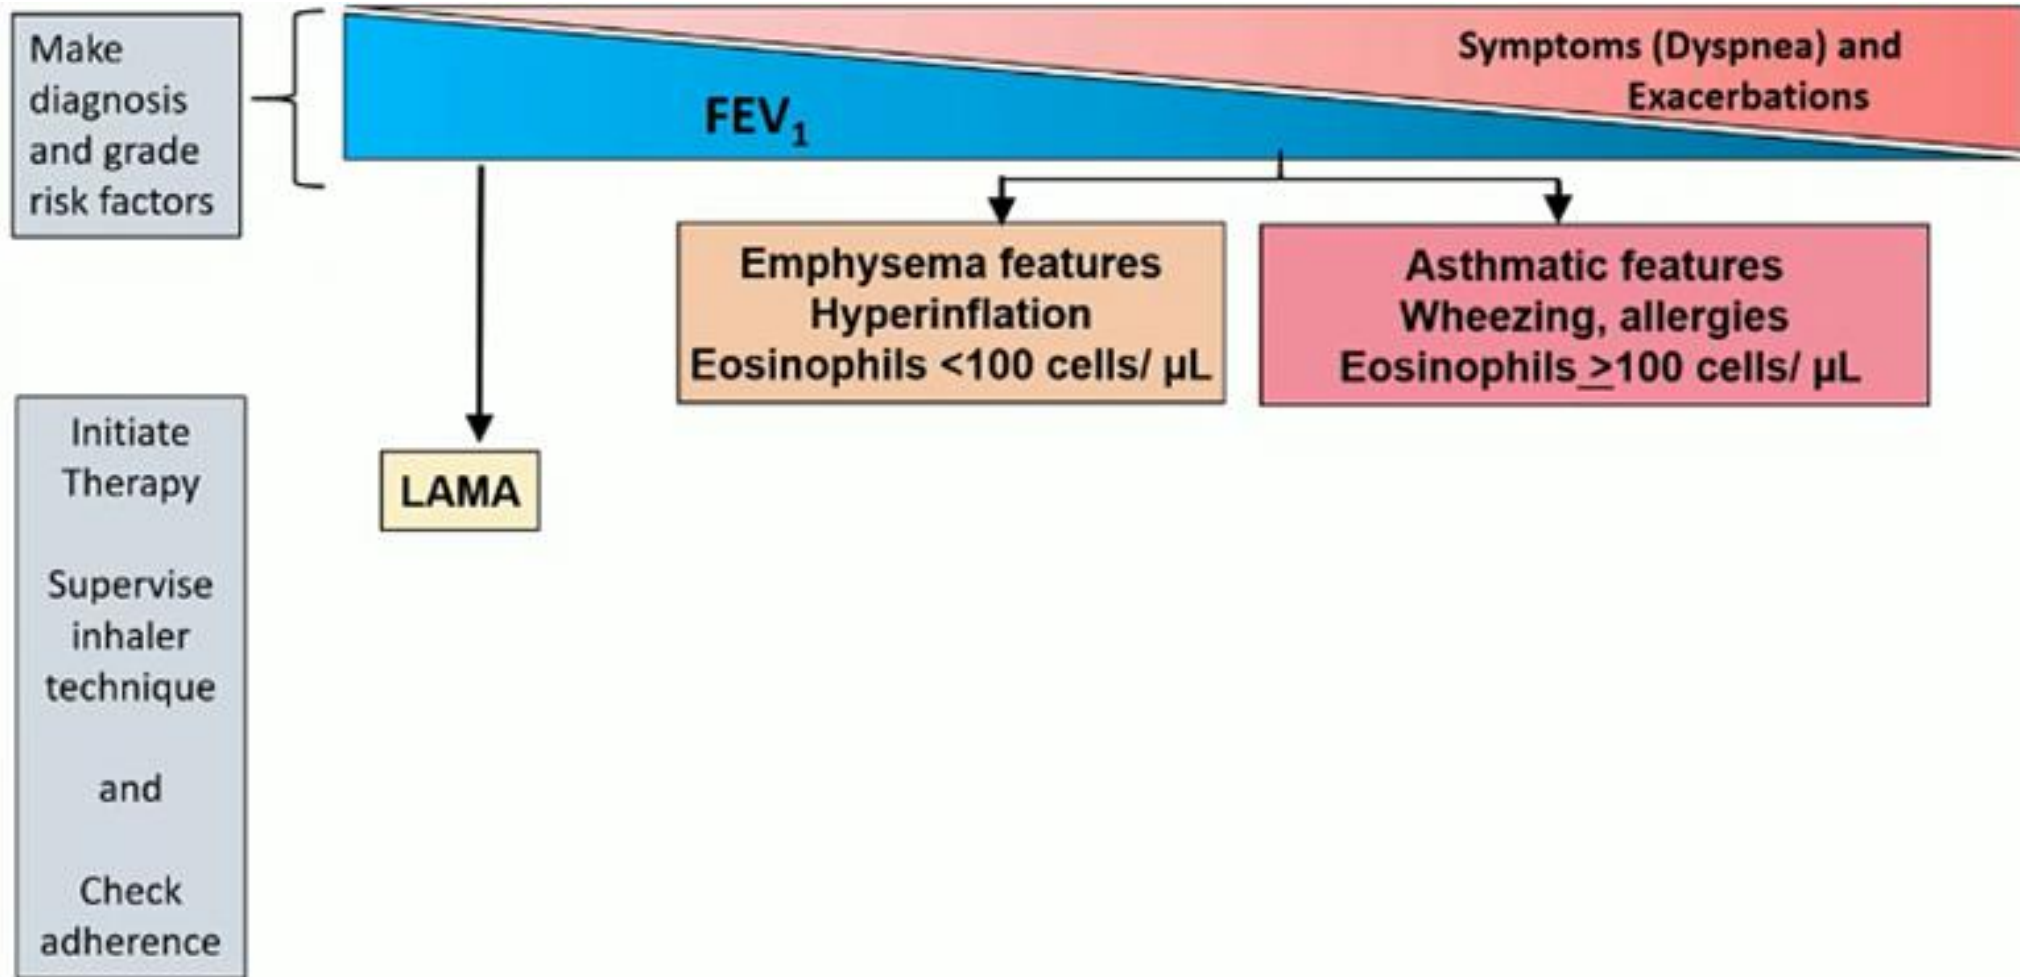 Make
diagnosis
and grade
risk factors
Symptoms (Dyspnea) and
Exacerbations
FEV₁
Emphysema features
Hyperinflation
Eosinophils <100 cells/ µL
Asthmatic features
Wheezing, allergies
Eosinophils ≥100 cells/ µL
Initiate
Therapy
Supervise
inhaler
technique
and
Check
adherence
LAMA